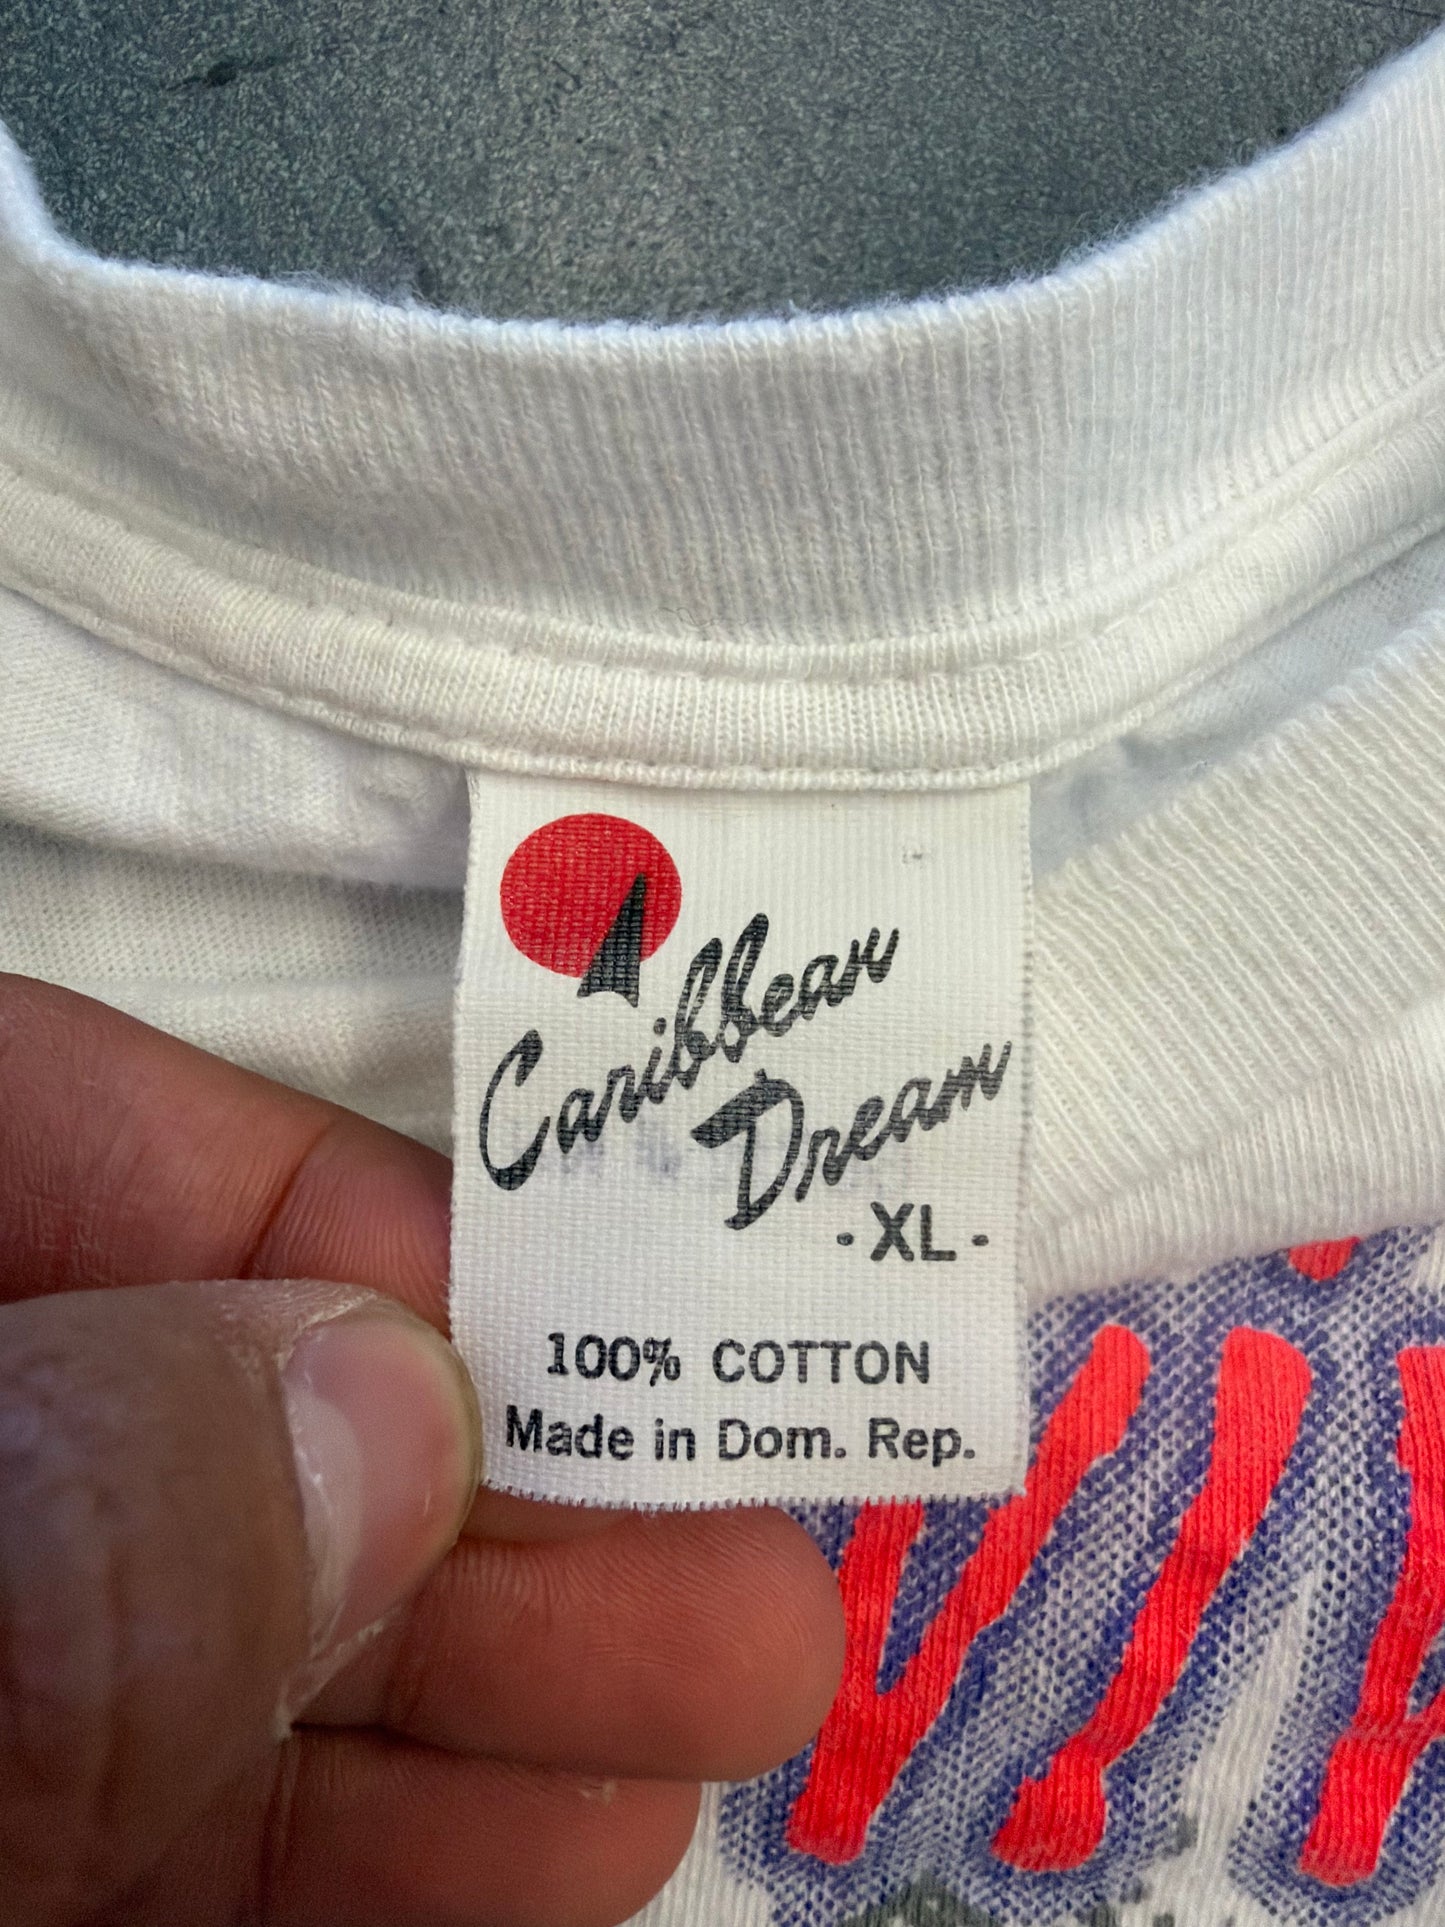 Caribbean
Dream
- XL -
100% COTTON
Made in Dom. Rep.